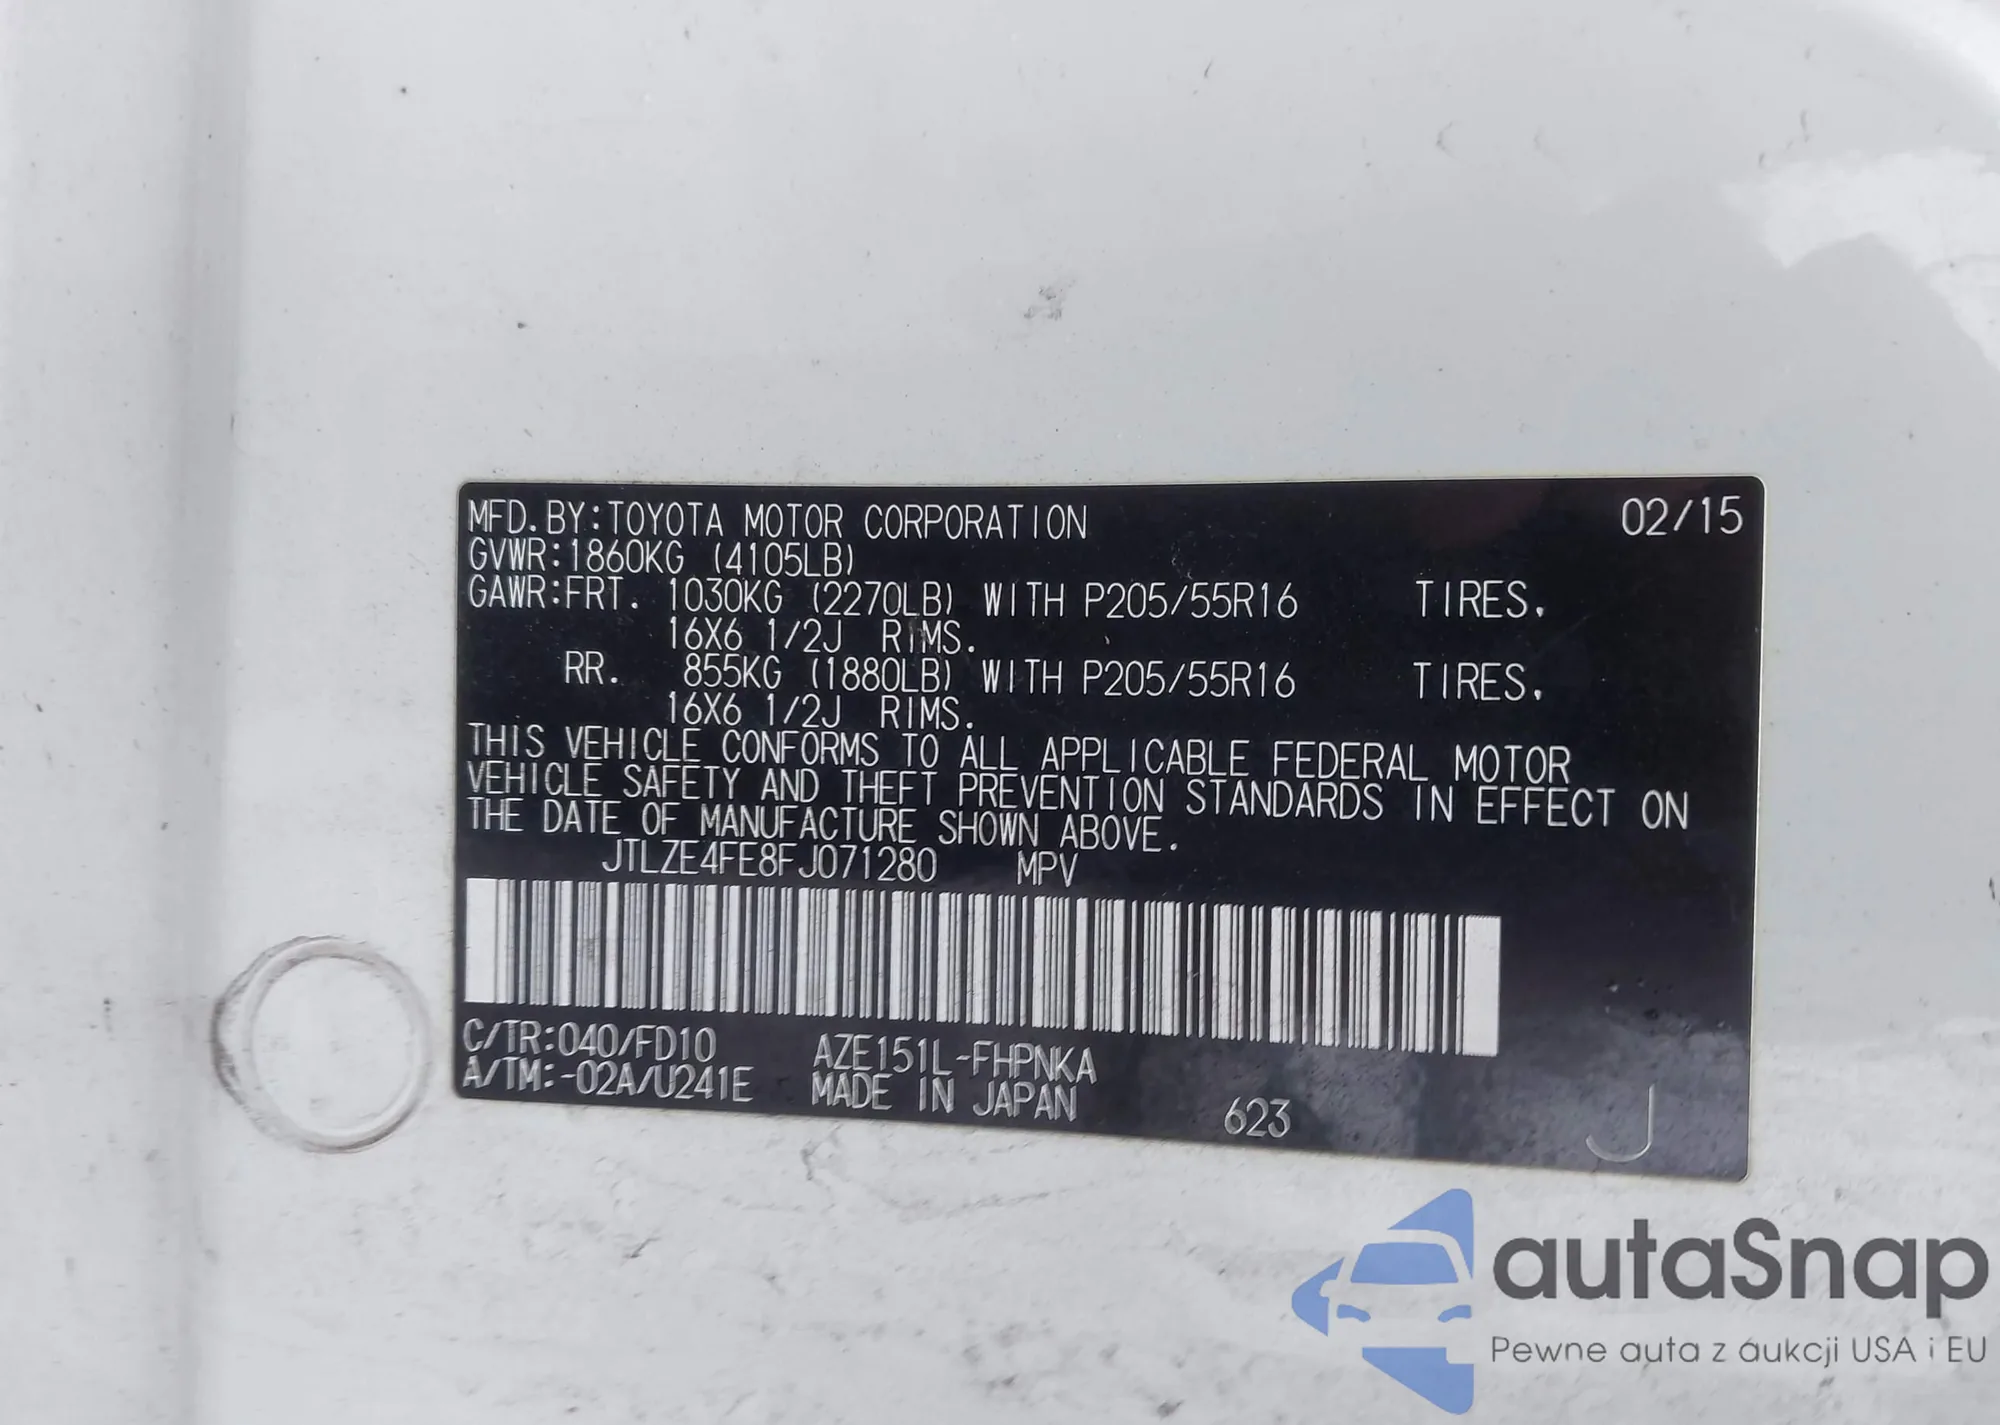 MFD.BY:TOYOTA MOTOR CORPORATION 02/15
GVWR:1860KG (4105LB)
GAWR:FRT. 1030KG (2270LB) WITH P205/55R16 TIRES.
16X6 1/2J RIMS.
RR. 855KG (1880LB) WITH P205/55R16 TIRES.
16X6 1/2J RIMS.
THIS VEHICLE CONFORMS TO ALL APPLICABLE FEDERAL MOTOR
VEHICLE SAFETY AND THEFT PREVENTION STANDARDS IN EFFECT ON
THE DATE OF MANUFACTURE SHOWN ABOVE.
JTLZE4FE8FJ071280 MPV
C/TR:040/FD10 AZE151L-FHPNKA
A/TM:-02A/U241E MADE IN JAPAN 623 J
autaSnap
Pewne auta z aukcji USA i EU